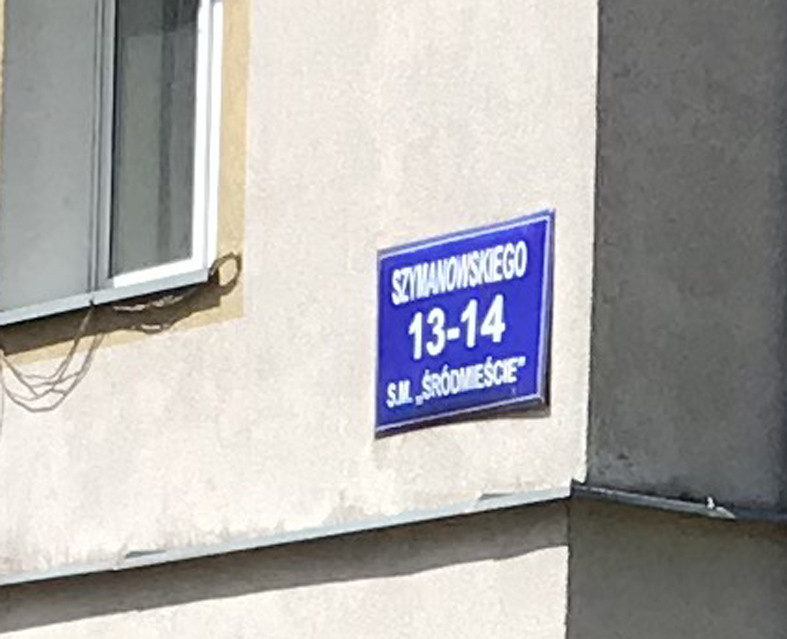 SZYMANOWSKIEGO
13-14
S.M. „ŚRÓDMIEŚCIE”